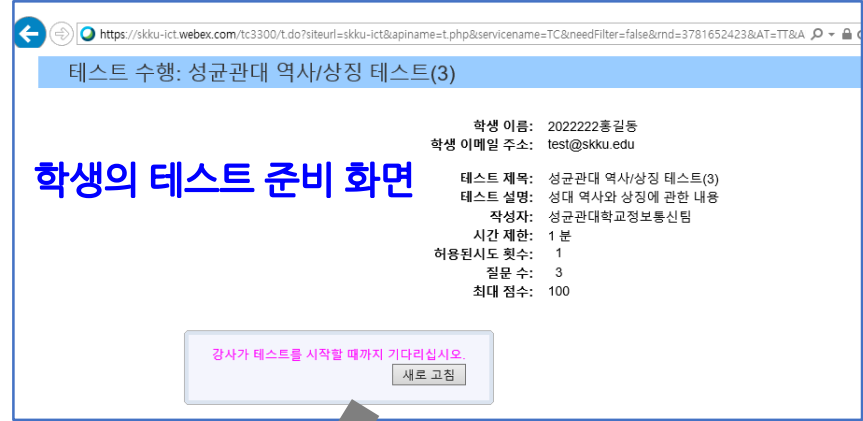 https://skku-ict.webex.com/tc3300/t.do?siteurl=skku-ict&apiname=t.php&servicename=TC&needFilter=false&rnd=3781652423&AT=TT&A
테스트 수행: 성균관대 역사/상징 테스트(3)
학생 이름: 2022222홍길동
학생 이메일 주소: test@skku.edu
학생의 테스트 준비 화면
테스트 제목: 성균관대 역사/상징 테스트(3)
테스트 설명: 성대 역사와 상징에 관한 내용
작성자: 성균관대학교정보통신팀
시간 제한: 1 분
허용된시도 횟수: 1
질문 수: 3
최대 점수: 100
강사가 테스트를 시작할 때까지 기다리십시오.
새로 고침